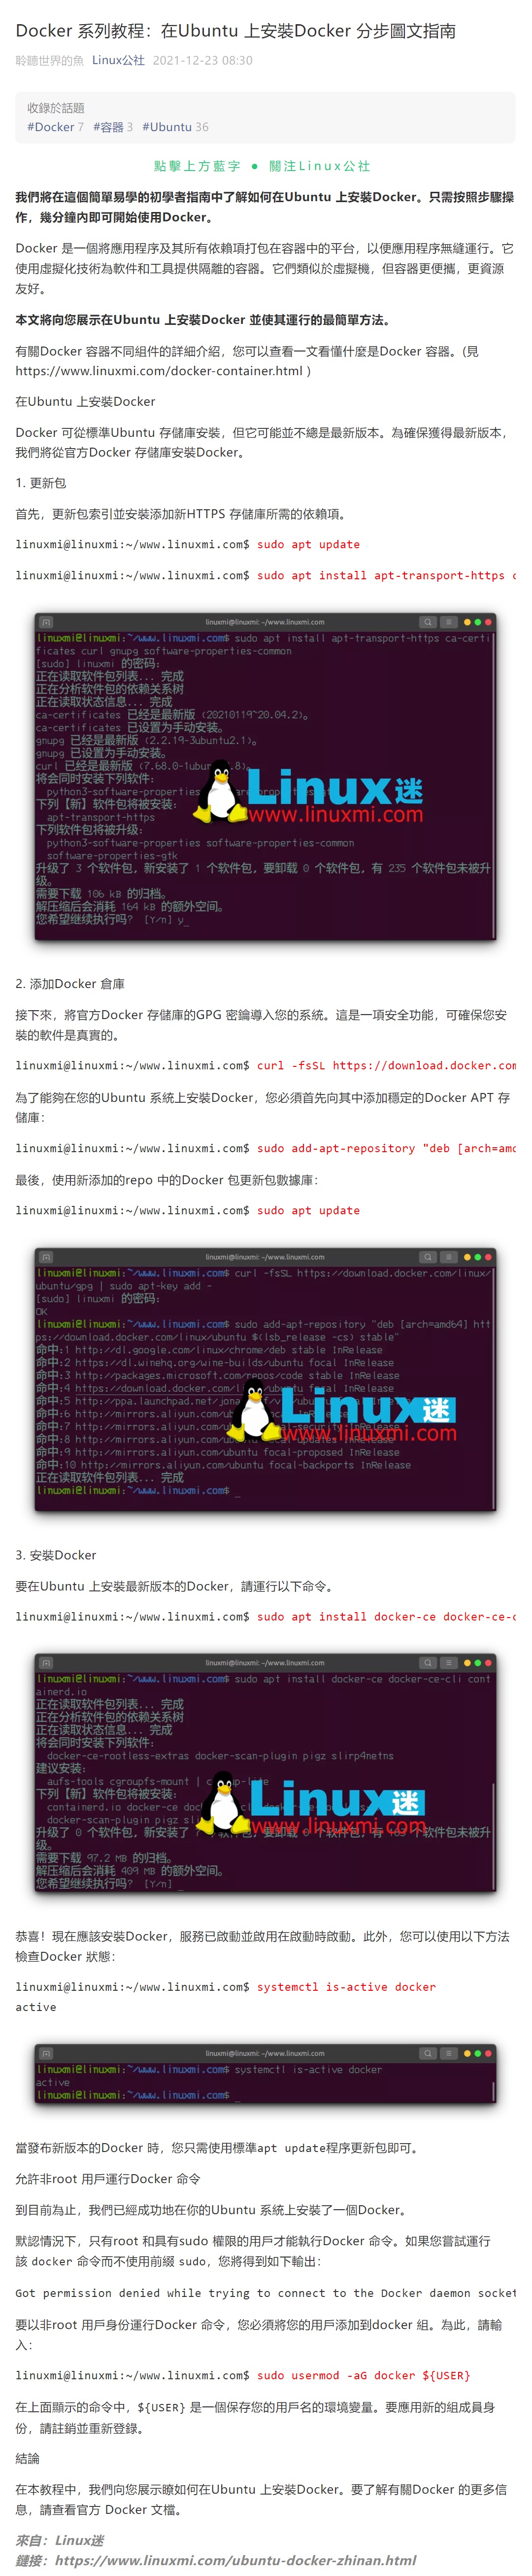 Docker 系列教程：在Ubuntu 上安裝Docker 分步圖文指南
聆聽世界的魚 Linux公社 2021-12-23 08:30
收錄於話題
#Docker 7 #容器 3 #Ubuntu 36
點擊上方藍字 ● 關注Linux公社
我們將在這個簡單易學的初學者指南中了解如何在Ubuntu 上安裝Docker。只需按照步驟操
作，幾分鐘內即可開始使用Docker。
Docker 是一個將應用程序及其所有依賴項打包在容器中的平台，以便應用程序無縫運行。它
使用虛擬化技術為軟件和工具提供隔離的容器。它們類似於虛擬機，但容器更便攜，更資源
友好。
本文將向您展示在Ubuntu 上安裝Docker 並使其運行的最簡單方法。
有關Docker 容器不同組件的詳細介紹，您可以查看一文看懂什麼是Docker 容器。(見
https://www.linuxmi.com/docker-container.html )
在Ubuntu 上安裝Docker
Docker 可從標準Ubuntu 存儲庫安裝，但它可能並不總是最新版本。為確保獲得最新版本，
我們將從官方Docker 存儲庫安裝Docker。
1. 更新包
首先，更新包索引並安裝添加新HTTPS 存儲庫所需的依賴項。
linuxmi@linuxmi:~/www.linuxmi.com$ sudo apt update
linuxmi@linuxmi:~/www.linuxmi.com$ sudo apt install apt-transport-https c
linuxmi@linuxmi: ~/www.linuxmi.com
linuxmi@linuxmi:~/www.linuxmi.com$ sudo apt install apt-transport-https ca-certi
ficates curl gnupg software-properties-common
[sudo] linuxmi 的密码：
正在读取软件包列表... 完成
正在分析软件包的依赖关系树
正在读取状态信息... 完成
ca-certificates 已经是最新版 (20210119~20.04.2)。
ca-certificates 已设置为手动安装。
gnupg 已经是最新版 (2.2.19-3ubuntu2.1)。
gnupg 已设置为手动安装。
curl 已经是最新版 (7.68.0-1ubun
将会同时安装下列软件：
python3-software-properties
下列【新】软件包将被安装：
apt-transport-https
下列软件包将被升级：
python3-software-properties software-properties-common
software-properties-gtk
升级了 3 个软件包，新安装了 1 个软件包，要卸载 0 个软件包，有 235 个软件包未被升
级。
需要下载 106 kB 的归档。
解压缩后会消耗 164 kB 的额外空间。
您希望继续执行吗？ [Y/n] y_
Linux迷
www.linuxmi.com
2. 添加Docker 倉庫
接下來，將官方Docker 存儲庫的GPG 密鑰導入您的系統。這是一項安全功能，可確保您安
裝的軟件是真實的。
linuxmi@linuxmi:~/www.linuxmi.com$ curl -fsSL https://download.docker.com
為了能夠在您的Ubuntu 系統上安裝Docker，您必須首先向其中添加穩定的Docker APT 存
儲庫：
linuxmi@linuxmi:~/www.linuxmi.com$ sudo add-apt-repository "deb [arch=amd
最後，使用新添加的repo 中的Docker 包更新包數據庫：
linuxmi@linuxmi:~/www.linuxmi.com$ sudo apt update
linuxmi@linuxmi: ~/www.linuxmi.com
linuxmi@linuxmi:~/www.linuxmi.com$ curl -fsSL https://download.docker.com/linux/
ubuntu/gpg | sudo apt-key add -
[sudo] linuxmi 的密码：
OK
linuxmi@linuxmi:~/www.linuxmi.com$ sudo add-apt-repository "deb [arch=amd64] htt
ps://download.docker.com/linux/ubuntu $(lsb_release -cs) stable"
命中:1 http://dl.google.com/linux/chrome/deb stable InRelease
命中:2 https://dl.winehq.org/wine-builds/ubuntu focal InRelease
命中:3 http://packages.microsoft.com/repos/code stable InRelease
命中:4 https://download.docker.com/linux/ubuntu focal InRelease
命中:5 http://ppa.launchpad.net/
命中:6 http://mirrors.aliyun.com/ubuntu
命中:7 http://mirrors.aliyun.com/ubuntu focal-security InRelease
命中:8 http://mirrors.aliyun.com/ubuntu focal-updates InRelease
命中:9 http://mirrors.aliyun.com/ubuntu focal-proposed InRelease
命中:10 http://mirrors.aliyun.com/ubuntu focal-backports InRelease
正在读取软件包列表... 完成
linuxmi@linuxmi:~/www.linuxmi.com$ _
Linux迷
www.linuxmi.com
3. 安裝Docker
要在Ubuntu 上安裝最新版本的Docker，請運行以下命令。
linuxmi@linuxmi:~/www.linuxmi.com$ sudo apt install docker-ce docker-ce-c
linuxmi@linuxmi: ~/www.linuxmi.com
linuxmi@linuxmi:~/www.linuxmi.com$ sudo apt install docker-ce docker-ce-cli cont
ainerd.io
正在读取软件包列表... 完成
正在分析软件包的依赖关系树
正在读取状态信息... 完成
将会同时安装下列软件：
docker-ce-rootless-extras docker-scan-plugin pigz slirp4netns
建议安装：
aufs-tools cgroupfs-mount | cgroup-lite
下列【新】软件包将被安装：
containerd.io docker-ce
docker-scan-plugin pigz
升级了 0 个软件包，新安装了 7 个软件包，要卸载 0 个软件包，有 个软件包未被升
级。
需要下载 97.2 MB 的归档。
解压缩后会消耗 409 MB 的额外空间。
您希望继续执行吗？ [Y/n] _
Linux迷
www.linuxmi.com
恭喜！現在應該安裝Docker，服務已啟動並啟用在啟動時啟動。此外，您可以使用以下方法
檢查Docker 狀態：
linuxmi@linuxmi:~/www.linuxmi.com$ systemctl is-active docker
active
linuxmi@linuxmi: ~/www.linuxmi.com
linuxmi@linuxmi:~/www.linuxmi.com$ systemctl is-active docker
active
linuxmi@linuxmi:~/www.linuxmi.com$ _
當發布新版本的Docker 時，您只需使用標準apt update程序更新包即可。
允許非root 用戶運行Docker 命令
到目前為止，我們已經成功地在你的Ubuntu 系統上安裝了一個Docker。
默認情況下，只有root 和具有sudo 權限的用戶才能執行Docker 命令。如果您嘗試運行
該 docker 命令而不使用前綴 sudo，您將得到如下輸出：
Got permission denied while trying to connect to the Docker daemon socket
要以非root 用戶身份運行Docker 命令，您必須將您的用戶添加到docker 組。為此，請輸
入：
linuxmi@linuxmi:~/www.linuxmi.com$ sudo usermod -aG docker ${USER}
在上面顯示的命令中，${USER} 是一個保存您的用戶名的環境變量。要應用新的組成員身
份，請註銷並重新登錄。
結論
在本教程中，我們向您展示瞭如何在Ubuntu 上安裝Docker。要了解有關Docker 的更多信
息，請查看官方 Docker 文檔。
來自：Linux迷
鏈接：https://www.linuxmi.com/ubuntu-docker-zhinan.html